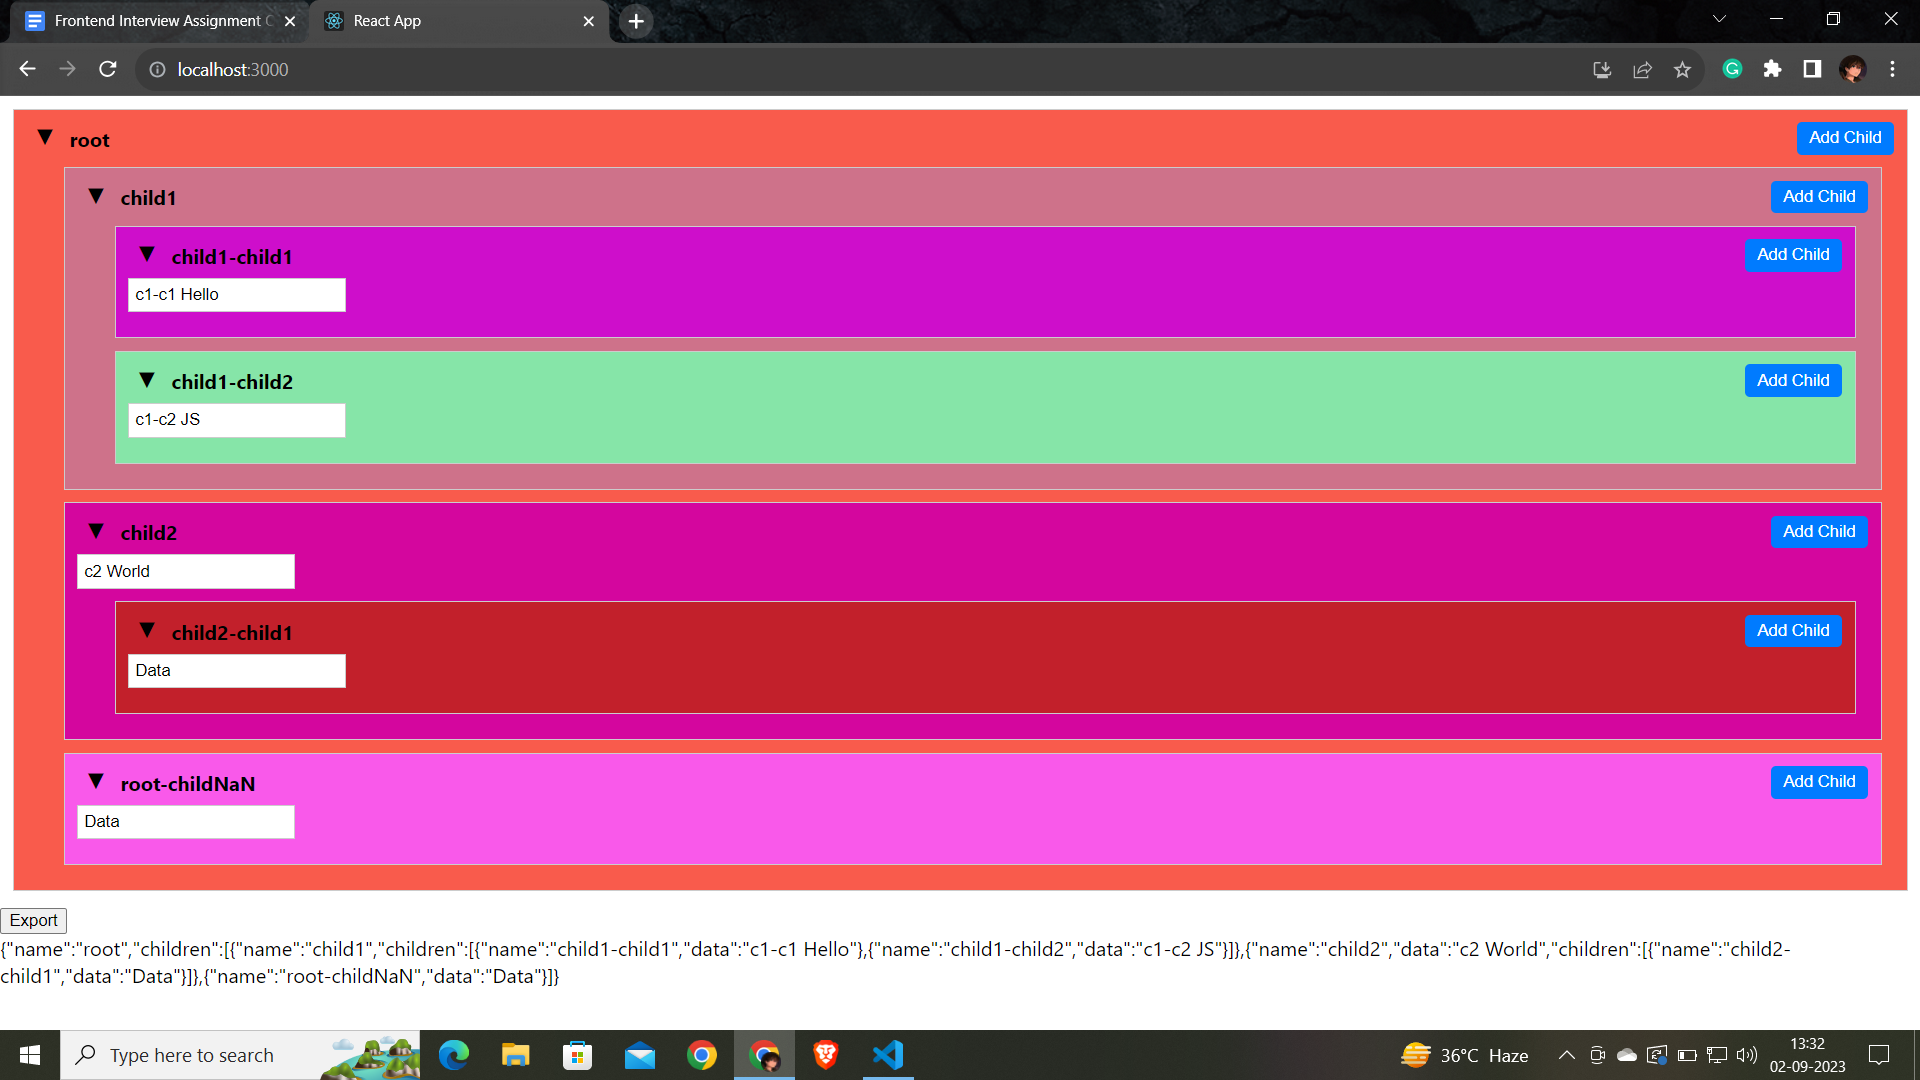 Frontend Interview Assignment
React App
localhost:3000
root
Add Child
child1
Add Child
child1-child1
Add Child
c1-c1 Hello
child1-child2
Add Child
c1-c2 JS
child2
Add Child
c2 World
child2-child1
Add Child
Data
root-childNaN
Add Child
Data
Export
{"name":"root","children":[{"name":"child1","children":[{"name":"child1-child1","data":"c1-c1 Hello"},{"name":"child1-child2","data":"c1-c2 JS"}]},{"name":"child2","data":"c2 World","children":[{"name":"child2-
child1","data":"Data"}]},{"name":"root-childNaN","data":"Data"}]}
Type here to search
36°C Haze
13:32
02-09-2023